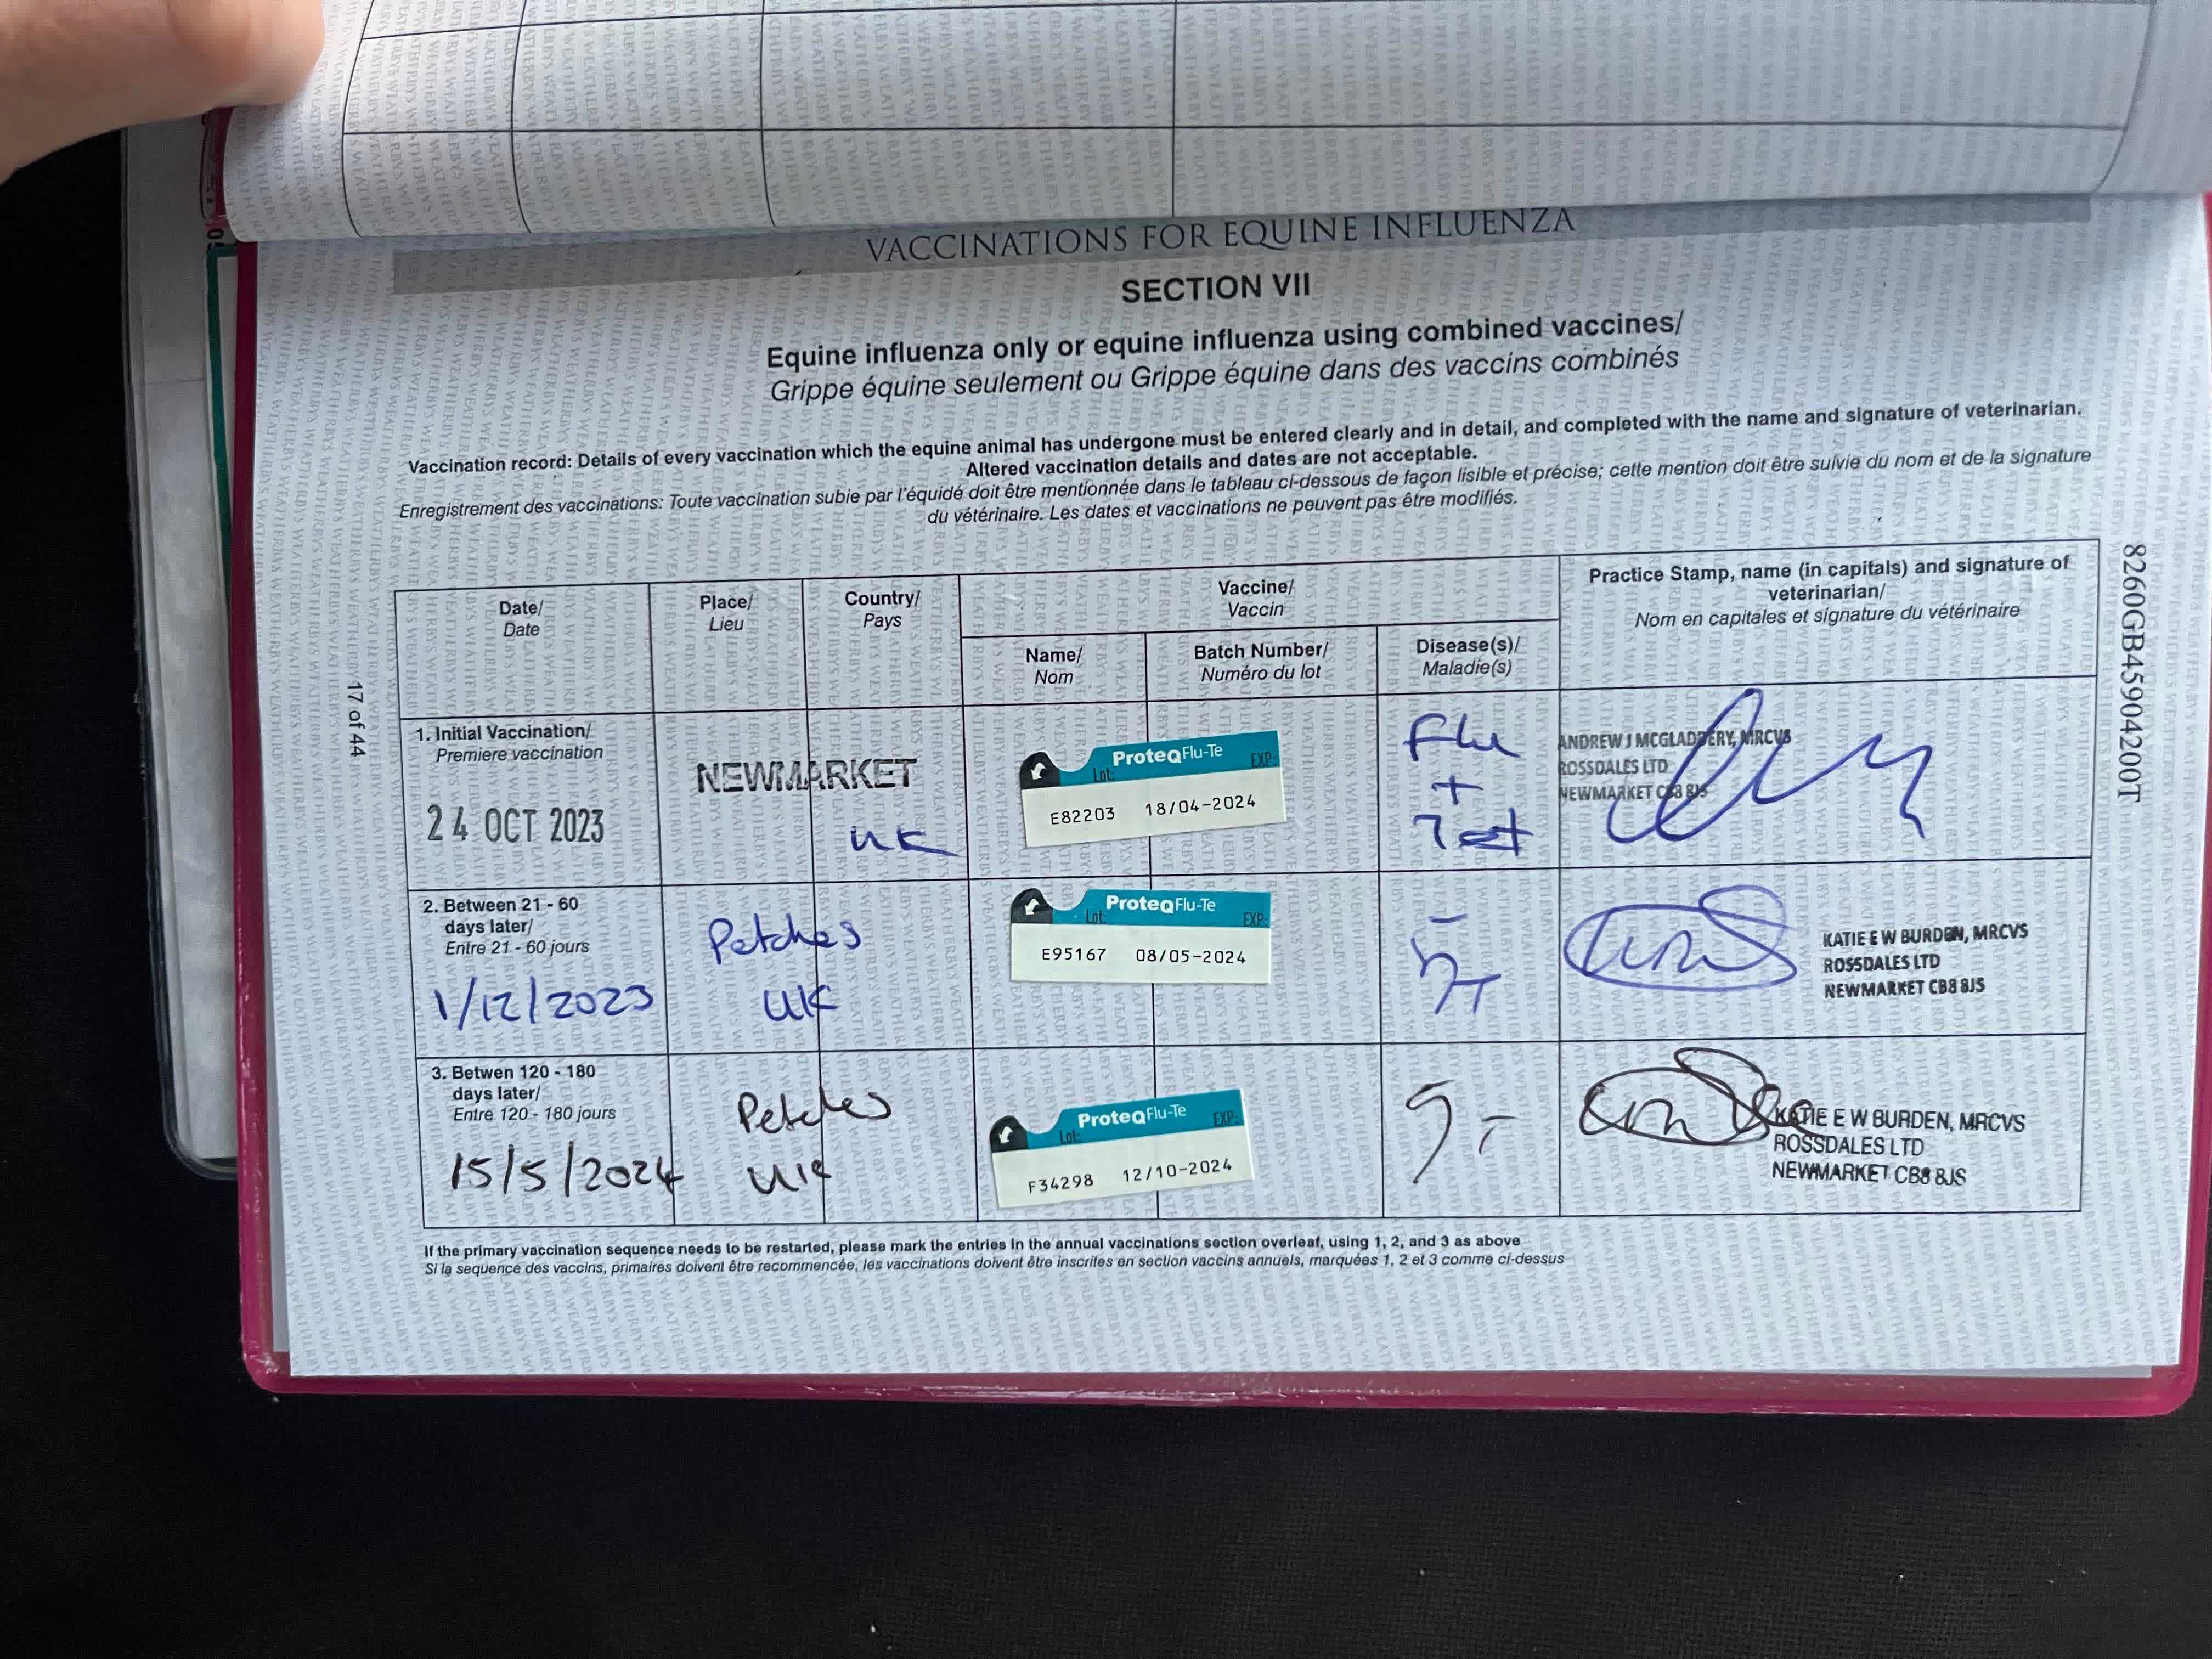 VACCINATIONS FOR EQUINE INFLUENZA
SECTION VII
Equine influenza only or equine influenza using combined vaccines/
Grippe équine seulement ou Grippe équine dans des vaccins combinés
Vaccination record: Details of every vaccination which the equine animal has undergone must be entered clearly and in detail, and completed with the name and signature of veterinarian.
Altered vaccination details and dates are not acceptable.
Enregistrement des vaccinations: Toute vaccination subie par l'équidé doit être mentionnée dans le tableau ci-dessous de façon lisible et précise; cette mention doit être suivie du nom et de la signature
du vétérinaire. Les dates et vaccinations ne peuvent pas être modifiés.
Date/
Date
Place/
Lieu
Country/
Pays
Vaccine/
Vaccin
Name/
Nom
Batch Number/
Numéro du lot
Disease(s)/
Maladie(s)
Practice Stamp, name (in capitals) and signature of
veterinarian/
Nom en capitales et signature du vétérinaire
1. Initial Vaccination/
Premiere vaccination
24 OCT 2023
NEWMARKET
UK
ProteqFlu-Te
Lot: EXP:
E82203 18/04-2024
Flu
+
Tet
ANDREW J MCGLADDERY, MRCVS
ROSSDALES LTD
NEWMARKET CB8 8JS
2. Between 21 - 60
days later/
Entre 21 - 60 jours
1/12/2023
Petches
UK
ProteqFlu-Te
Lot: EXP:
E95167 08/05-2024
KATIE E W BURDEN, MRCVS
ROSSDALES LTD
NEWMARKET CB8 8JS
3. Betwen 120 - 180
days later/
Entre 120 - 180 jours
15/5/2024
Petches
UK
ProteqFlu-Te
Lot: EXP:
F34298 12/10-2024
KATIE E W BURDEN, MRCVS
ROSSDALES LTD
NEWMARKET CB8 8JS
If the primary vaccination sequence needs to be restarted, please mark the entries in the annual vaccinations section overleaf, using 1, 2, and 3 as above
Si la sequence des vaccins, primaires doivent être recommencée, les vaccinations doivent être inscrites en section vaccins annuels, marquées 1, 2 et 3 comme ci-dessus
17 of 44
8260GB45904200T